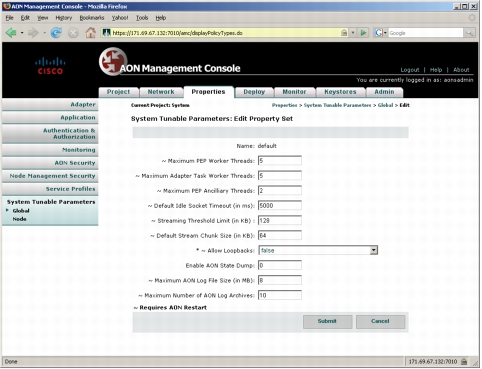 AON Management Console - Mozilla Firefox
File Edit View History Bookmarks Yahoo! Tools Help
https://171.69.67.132:7010/amc/displayPolicyTypes.do
Google
CISCO
AON Management Console
Logout | Help | About
You are currently logged in as: aonsadmin
Project Network Properties Deploy Monitor Keystores Admin
Current Project: System
Properties > System Tunable Parameters > Global > Edit
Adapter
Application
Authentication &
Authorization
Monitoring
AON Security
Node Management Security
Service Profiles
System Tunable Parameters
Global
Node
System Tunable Parameters: Edit Property Set
Name: default
~ Maximum PEP Worker Threads: 5
~ Maximum Adapter Task Worker Threads: 5
~ Maximum PEP Ancilliary Threads: 2
~ Default Idle Socket Timeout (in ms): 5000
~ Streaming Threshold Limit (in KB) : 128
~ Default Stream Chunk Size (in KB): 64
* ~ Allow Loopbacks: false
Enable AON State Dump: 0
~ Maximum AON Log File Size (in MB): 8
~ Maximum Number of AON Log Archives: 10
~ Requires AON Restart
Submit Cancel
Done
171.69.67.132:7010